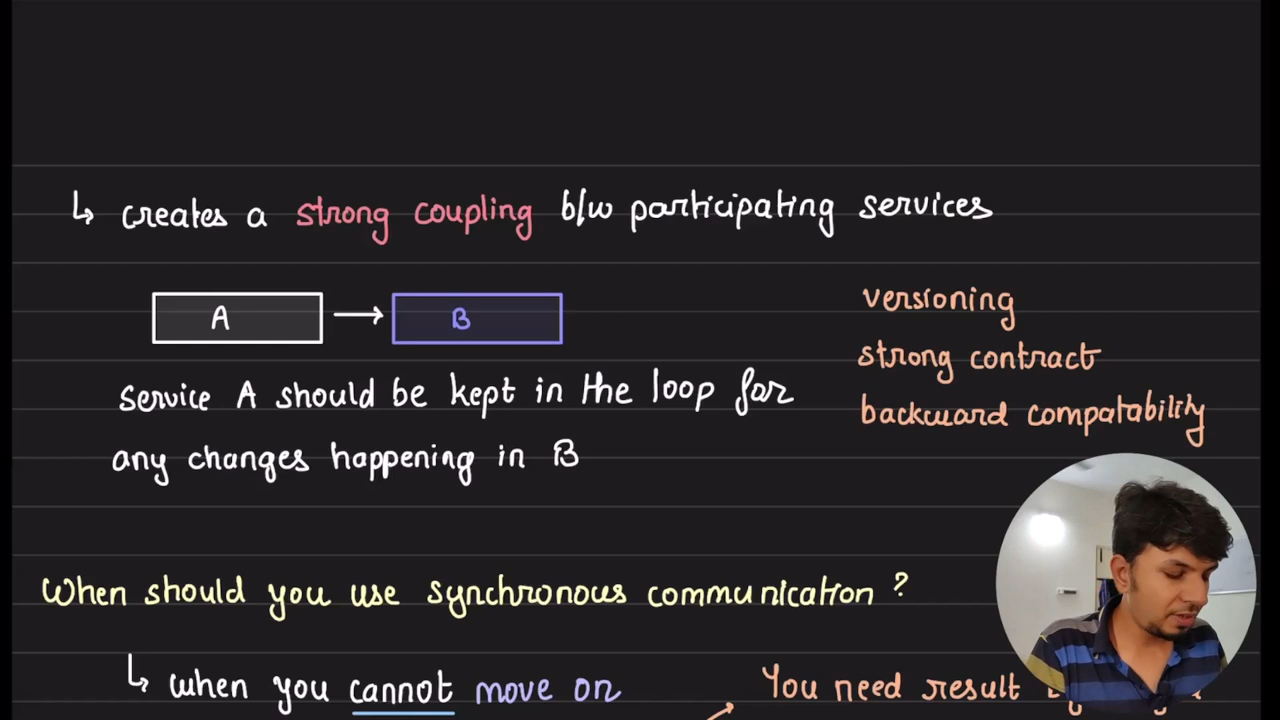 ↳ creates a strong coupling b/w participating services
A → B
versioning
strong contract
backward compatability
service A should be kept in the loop for
any changes happening in B
When should you use synchronous communication ?
↳ when you cannot move on
You need result